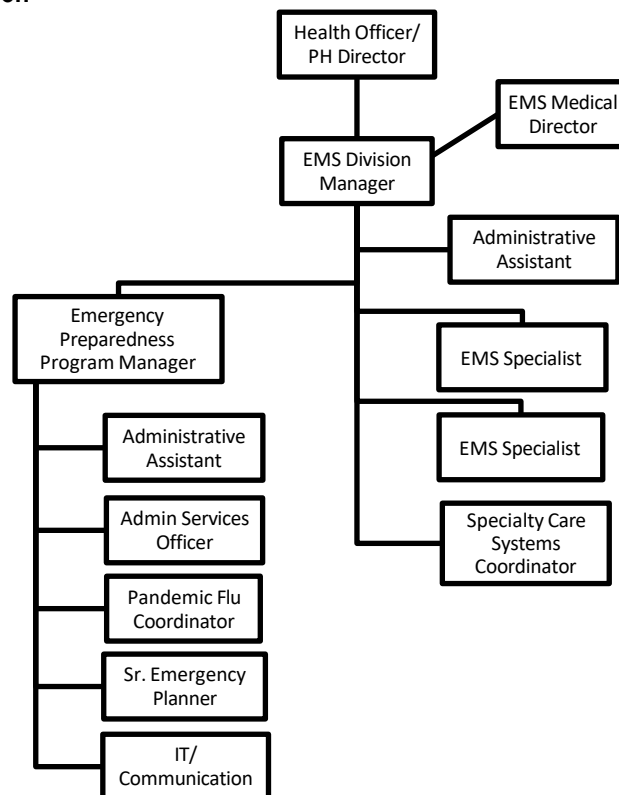 on
Health Officer/
PH Director
EMS Medical
Director
EMS Division
Manager
Administrative
Assistant
Emergency
Preparedness
Program Manager
EMS Specialist
Administrative
Assistant
EMS Specialist
Admin Services
Officer
Specialty Care
Systems
Coordinator
Pandemic Flu
Coordinator
Sr. Emergency
Planner
IT/
Communication